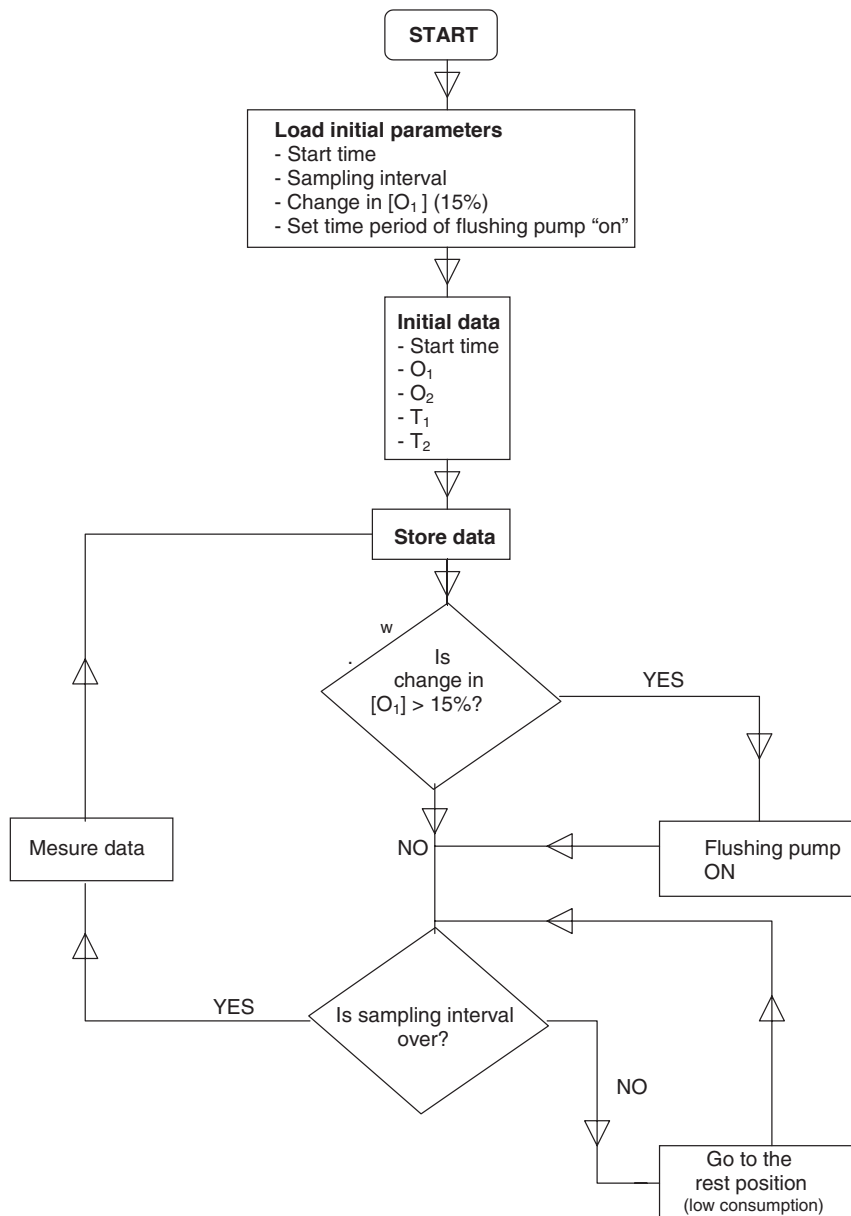 START
Load initial parameters
- Start time
- Sampling interval
- Change in [O₁] (15%)
- Set time period of flushing pump “on”
Initial data
- Start time
- O₁
- O₂
- T₁
- T₂
Store data
w
.
Is
change in
[O₁] > 15%?
YES
Flushing pump
ON
NO
Mesure data
YES
Is sampling interval
over?
NO
Go to the
rest position
(low consumption)